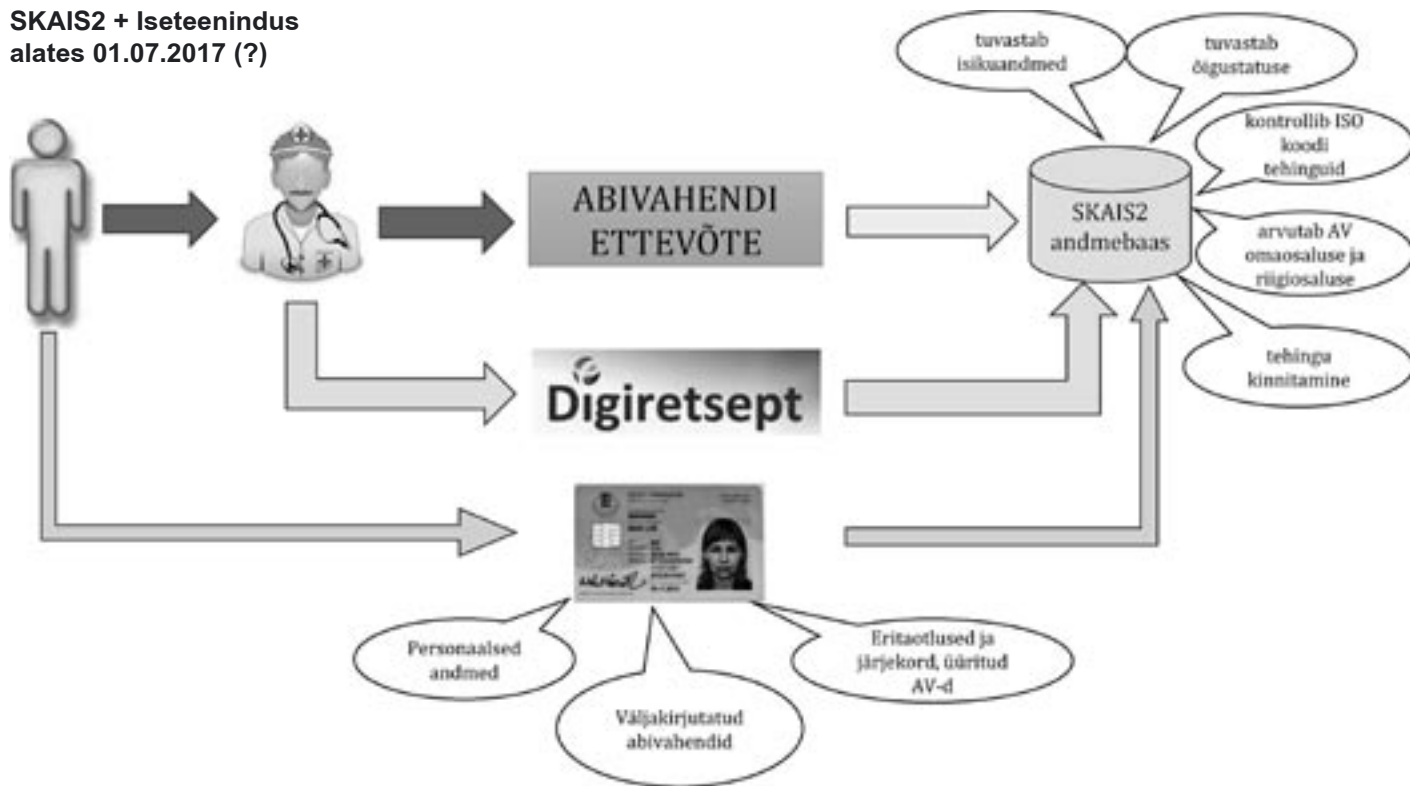 SKAIS2 + Iseteenindus
alates 01.07.2017 (?)
tuvastab
isikuandmed
tuvastab
õigustatuse
kontrollib ISO
koodi
tehinguid
ABIVAHENDI
ETTEVÕTE
SKAIS2
andmebaas
arvutab AV
omaosaluse ja
riigiosaluse
tehingu
kinnitamine
Digiretsept
Personaalsed
andmed
Väljakirjutatud
abivahendid
Eritaotlused ja
järjekord, üüritud
AV-d